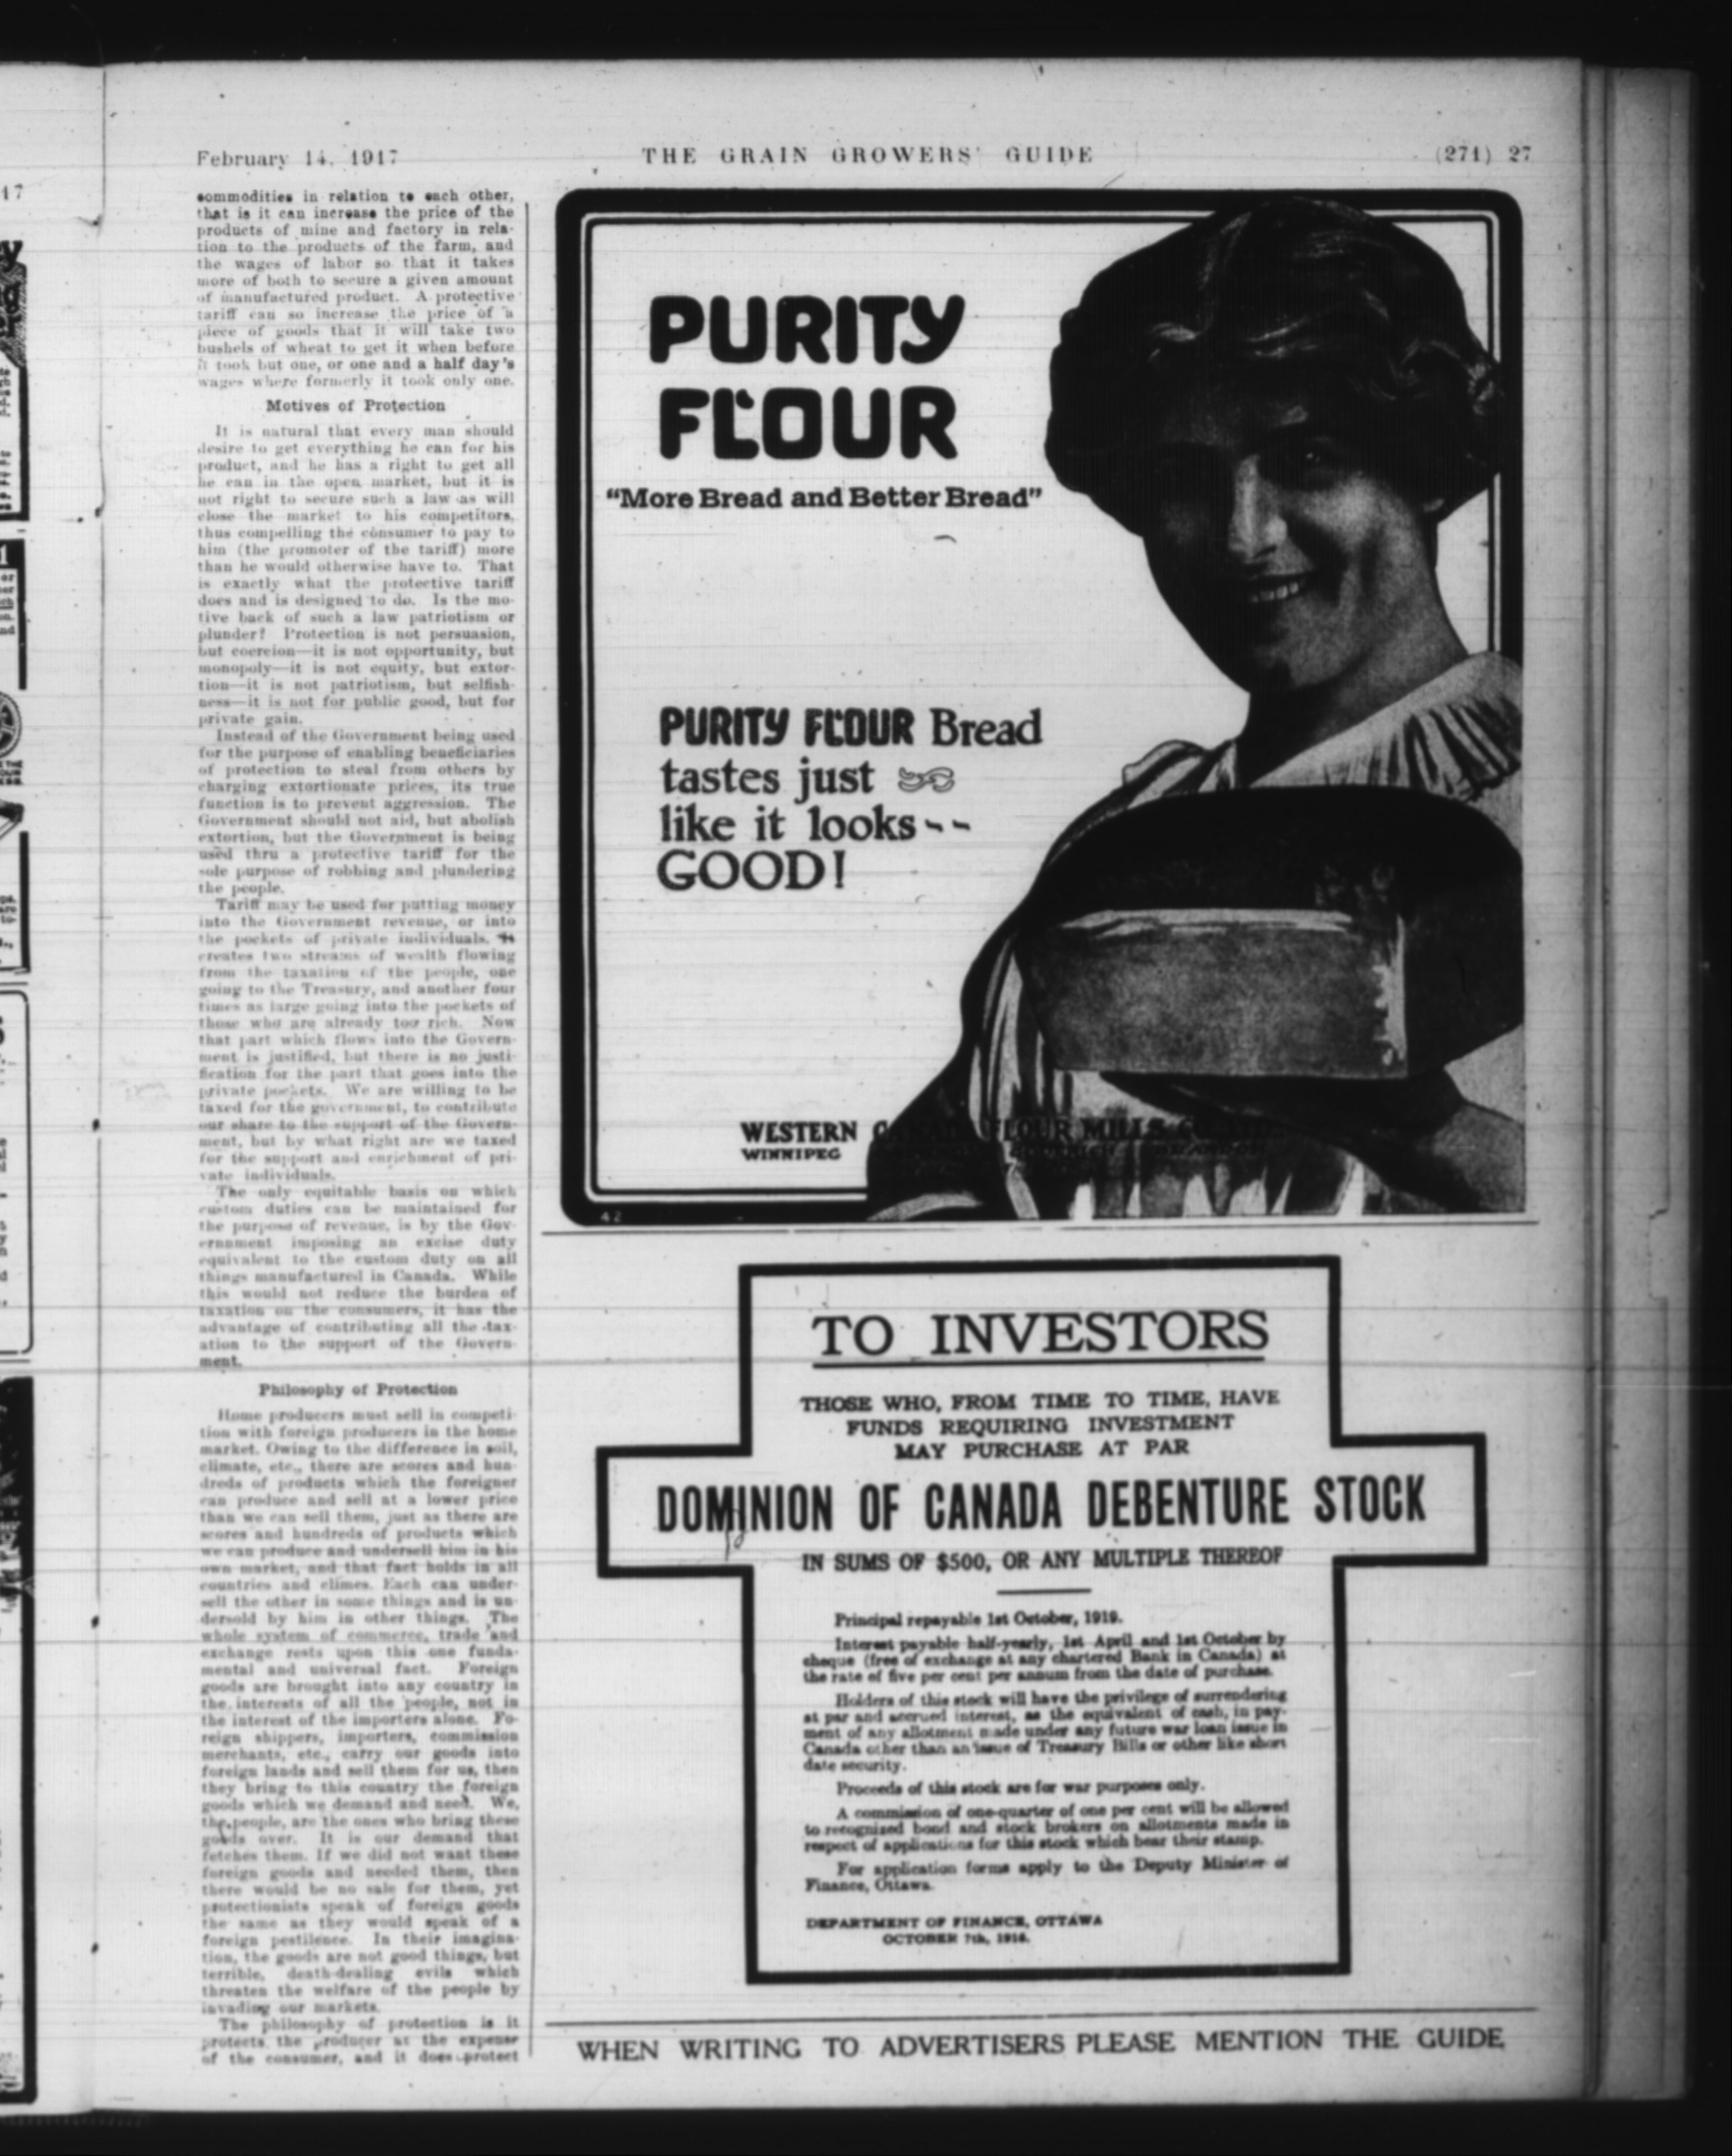 February 14, 1917
THE GRAIN GROWERS' GUIDE
(271) 27
commodities in relation to each other,
that is it can increase the price of the
products of mine and factory in rela-
tion to the products of the farm, and
the wages of labor so that it takes
more of both to secure a given amount
of manufactured product. A protective
tariff can so increase the price of a
piece of goods that it will take two
bushels of wheat to get it when before
it took but one, or one and a half day's
wages where formerly it took only one.
Motives of Protection
It is natural that every man should
desire to get everything he can for his
product, and he has a right to get all
he can in the open market, but it is
not right to secure such a law as will
close the market to his competitors,
thus compelling the consumer to pay to
him (the promoter of the tariff) more
than he would otherwise have to. That
is exactly what the protective tariff
does and is designed to do. Is the mo-
tive back of such a law patriotism or
plunder? Protection is not persuasion,
but coercion—it is not opportunity, but
monopoly—it is not equity, but extor-
tion—it is not patriotism, but selfish-
ness—it is not for public good, but for
private gain.
Instead of the Government being used
for the purpose of enabling beneficiaries
of protection to steal from others by
charging extortionate prices, its true
function is to prevent aggression. The
Government should not aid, but abolish
extortion, but the Government is being
used thru a protective tariff for the
sole purpose of robbing and plundering
the people.
Tariff may be used for putting money
into the Government revenue, or into
the pockets of private individuals. It
creates two streams of wealth flowing
from the taxation of the people, one
going to the Treasury, and another four
times as large going into the pockets of
those who are already too rich. Now
that part which flows into the Govern-
ment is justified, but there is no justi-
fication for the part that goes into the
private pockets. We are willing to be
taxed for the government, to contribute
our share to the support of the Govern-
ment, but by what right are we taxed
for the support and enrichment of pri-
vate individuals.
The only equitable basis on which
custom duties can be maintained for
the purpose of revenue, is by the Gov-
ernment imposing an excise duty
equivalent to the custom duty on all
things manufactured in Canada. While
this would not reduce the burden of
taxation on the consumers, it has the
advantage of contributing all the tax-
ation to the support of the Govern-
ment.
Philosophy of Protection
Home producers must sell in competi-
tion with foreign producers in the home
market. Owing to the difference in soil,
climate, etc., there are scores and hun-
dreds of products which the foreigner
can produce and sell at a lower price
than we can sell them, just as there are
scores and hundreds of products which
we can produce and undersell him in his
own market, and that fact holds in all
countries and climes. Each can under-
sell the other in some things and is un-
dersold by him in other things. The
whole system of commerce, trade and
exchange rests upon this one funda-
mental and universal fact. Foreign
goods are brought into any country in
the interests of all the people, not in
the interest of the importers alone. Fo-
reign shippers, importers, commission
merchants, etc., carry our goods into
foreign lands and sell them for us, then
they bring to this country the foreign
goods which we demand and need. We,
the people, are the ones who bring these
goods over. It is our demand that
fetches them. If we did not want these
foreign goods and needed them, then
there would be no sale for them, yet
protectionists speak of foreign goods
the same as they would speak of a
foreign pestilence. In their imagina-
tion, the goods are not good things, but
terrible, death-dealing evils which
threaten the welfare of the people by
invading our markets.
The philosophy of protection is it
protects the producer at the expense
of the consumer, and it does protect
PURITY
FLOUR
“More Bread and Better Bread”
PURITY FLOUR Bread
tastes just
like it looks--
GOOD!
WESTERN CANADA FLOUR MILLS CO. LTD.
WINNIPEG
42
TO INVESTORS
THOSE WHO, FROM TIME TO TIME, HAVE
FUNDS REQUIRING INVESTMENT
MAY PURCHASE AT PAR
DOMINION OF CANADA DEBENTURE STOCK
IN SUMS OF $500, OR ANY MULTIPLE THEREOF
Principal repayable 1st October, 1919.
Interest payable half-yearly, 1st April and 1st October by
cheque (free of exchange at any chartered Bank in Canada) at
the rate of five per cent per annum from the date of purchase.
Holders of this stock will have the privilege of surrendering
at par and accrued interest, as the equivalent of cash, in pay-
ment of any allotment made under any future war loan issue in
Canada other than an issue of Treasury Bills or other like short
date security.
Proceeds of this stock are for war purposes only.
A commission of one-quarter of one per cent will be allowed
to recognized bond and stock brokers on allotments made in
respect of applications for this stock which bear their stamp.
For application forms apply to the Deputy Minister of
Finance, Ottawa.
DEPARTMENT OF FINANCE, OTTAWA
OCTOBER 7th, 1916.
WHEN WRITING TO ADVERTISERS PLEASE MENTION THE GUIDE